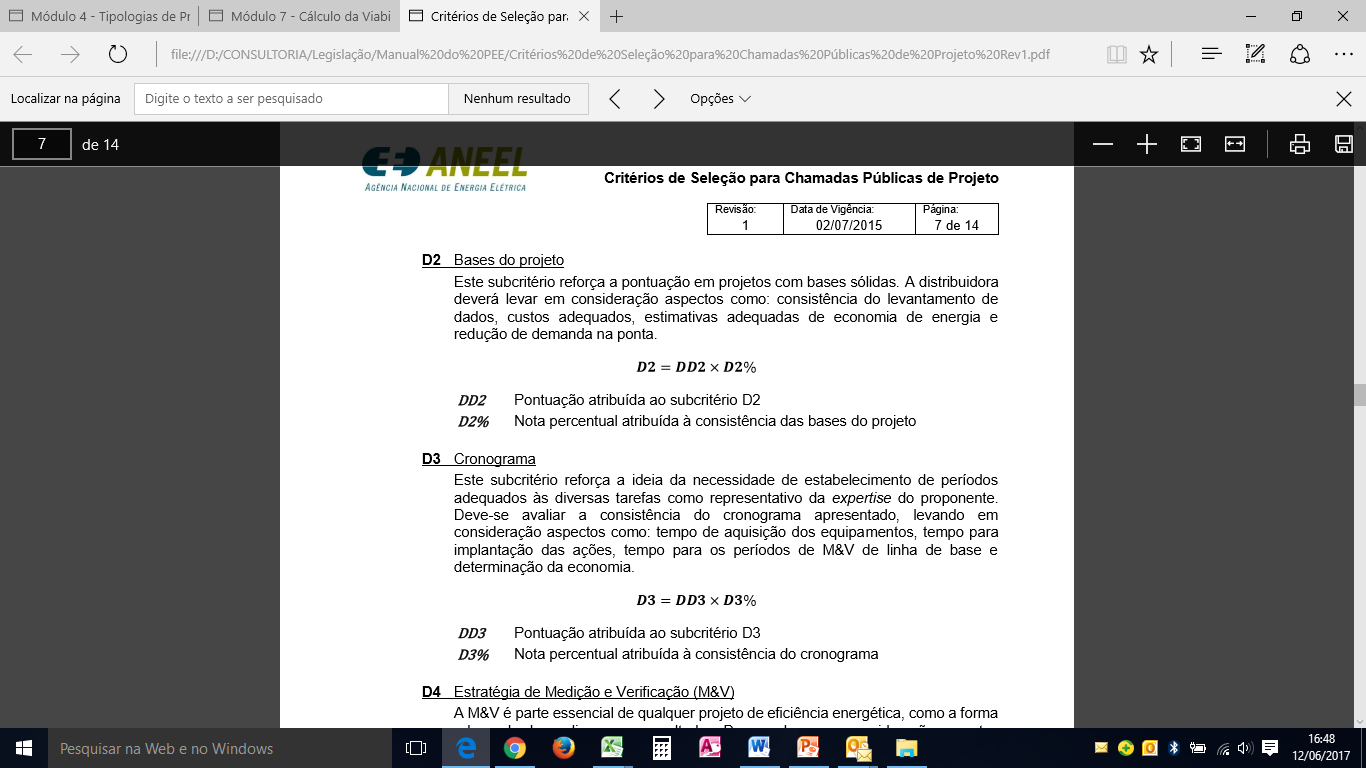 Módulo 4 - Tipologias de Pr
Módulo 7 - Cálculo da Viabi
Critérios de Seleção para
file:///D:/CONSULTORIA/Legislação/Manual%20do%20PEE/Critérios%20de%20Seleção%20para%20Chamadas%20Públicas%20de%20Projeto%20Rev1.pdf
Localizar na página
Digite o texto a ser pesquisado
Nenhum resultado
Opções
7 de 14
ANEEL
AGÊNCIA NACIONAL DE ENERGIA ELÉTRICA
Critérios de Seleção para Chamadas Públicas de Projeto
Revisão: Data de Vigência: Página:
1 02/07/2015 7 de 14
D2 Bases do projeto
Este subcritério reforça a pontuação em projetos com bases sólidas. A distribuidora
deverá levar em consideração aspectos como: consistência do levantamento de
dados, custos adequados, estimativas adequadas de economia de energia e
redução de demanda na ponta.
D2 = DD2 × D2%
DD2 Pontuação atribuída ao subcritério D2
D2% Nota percentual atribuída à consistência das bases do projeto
D3 Cronograma
Este subcritério reforça a ideia da necessidade de estabelecimento de períodos
adequados às diversas tarefas como representativo da expertise do proponente.
Deve-se avaliar a consistência do cronograma apresentado, levando em
consideração aspectos como: tempo de aquisição dos equipamentos, tempo para
implantação das ações, tempo para os períodos de M&V de linha de base e
determinação da economia.
D3 = DD3 × D3%
DD3 Pontuação atribuída ao subcritério D3
D3% Nota percentual atribuída à consistência do cronograma
D4 Estratégia de Medição e Verificação (M&V)
A M&V é parte essencial de qualquer projeto de eficiência energética, como a forma
Pesquisar na Web e no Windows
16:48
12/06/2017